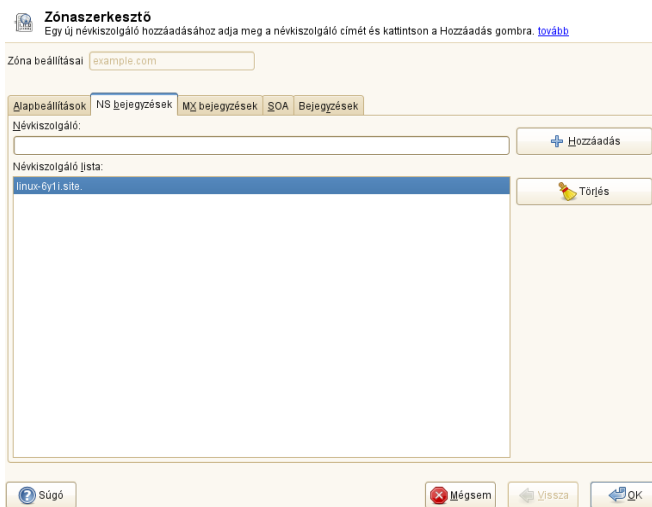 Zónaszerkesztő
Egy új névkiszolgáló hozzáadásához adja meg a névkiszolgáló címét és kattintson a Hozzáadás gombra. tovább
Zóna beállításai example.com
Alapbeállítások NS bejegyzések MX bejegyzések SOA Bejegyzések
Névkiszolgáló:
Hozzáadás
Névkiszolgáló lista:
linux-6y1i.site.
Törlés
Súgó Mégsem Vissza OK